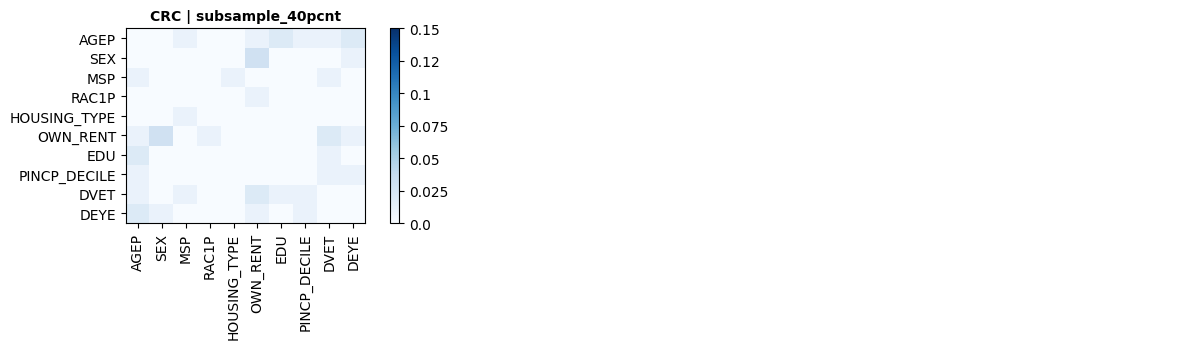 CRC | subsample_40pcnt
AGEP
SEX
MSP
RAC1P
HOUSING_TYPE
OWN_RENT
EDU
PINCP_DECILE
DVET
DEYE
AGEP
SEX
MSP
RAC1P
HOUSING_TYPE
OWN_RENT
EDU
PINCP_DECILE
DVET
DEYE
0.15
0.12
0.1
0.075
0.05
0.025
0.0